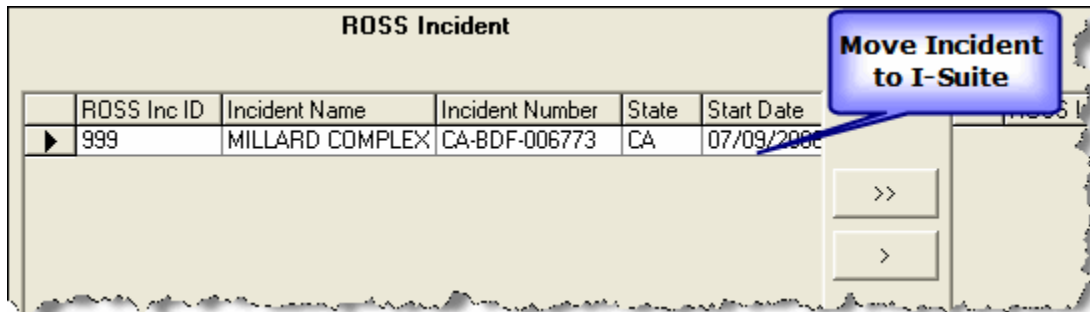 ROSS Incident
Move Incident
to I-Suite
ROSS Inc ID Incident Name Incident Number State Start Date
999 MILLARD COMPLEX CA-BDF-006773 CA
>>
>